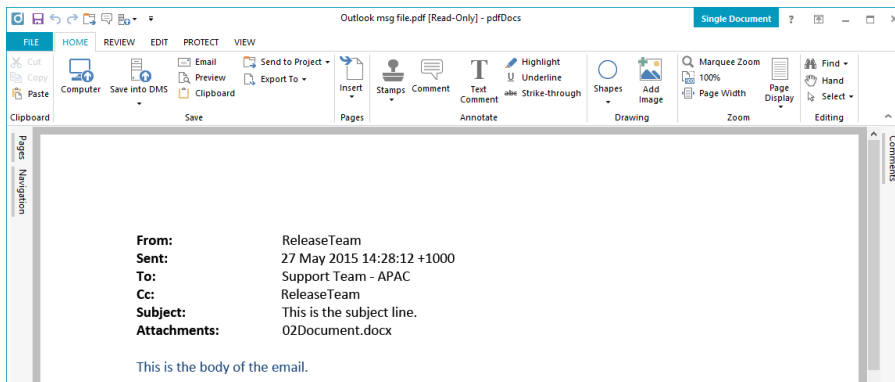 Outlook msg file.pdf [Read-Only] - pdfDocs
Single Document ?
FILE HOME REVIEW EDIT PROTECT VIEW
Cut
Copy
Paste
Clipboard
Computer
Save into DMS
Email
Preview
Clipboard
Send to Project
Export To
Save
Insert
Pages
Stamps
Comment
Text
Comment
Highlight
U Underline
abc Strike-through
Annotate
Shapes
Add
Image
Drawing
Marquee Zoom
100%
Page Width
Page
Display
Zoom
Find
Hand
Select
Editing
Pages
Navigation
Comments
From: ReleaseTeam
Sent: 27 May 2015 14:28:12 +1000
To: Support Team - APAC
Cc: ReleaseTeam
Subject: This is the subject line.
Attachments: 02Document.docx
This is the body of the email.